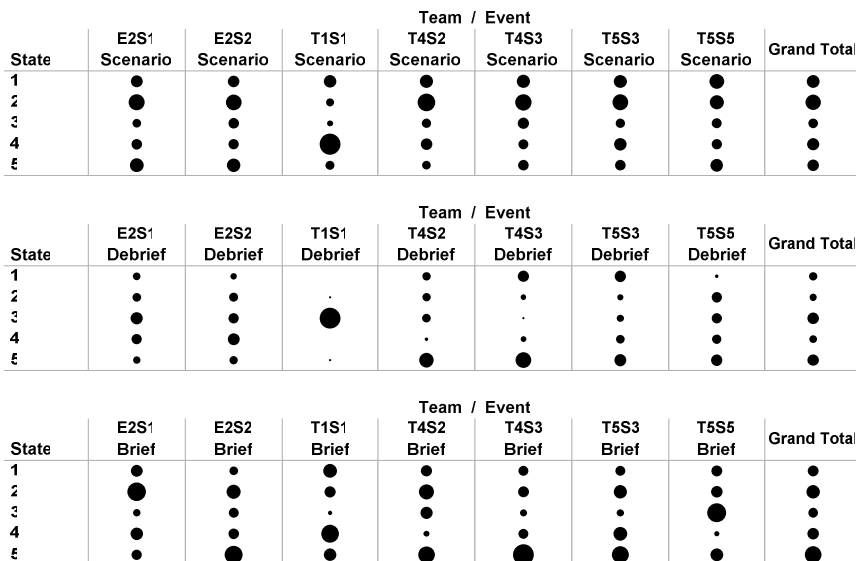 Team / Event
State E2S1 Scenario E2S2 Scenario T1S1 Scenario T4S2 Scenario T4S3 Scenario T5S3 Scenario T5S5 Scenario Grand Total
1
2
3
4
5
Team / Event
State E2S1 Debrief E2S2 Debrief T1S1 Debrief T4S2 Debrief T4S3 Debrief T5S3 Debrief T5S5 Debrief Grand Total
1
2
3
4
5
Team / Event
State E2S1 Brief E2S2 Brief T1S1 Brief T4S2 Brief T4S3 Brief T5S3 Brief T5S5 Brief Grand Total
1
2
3
4
5